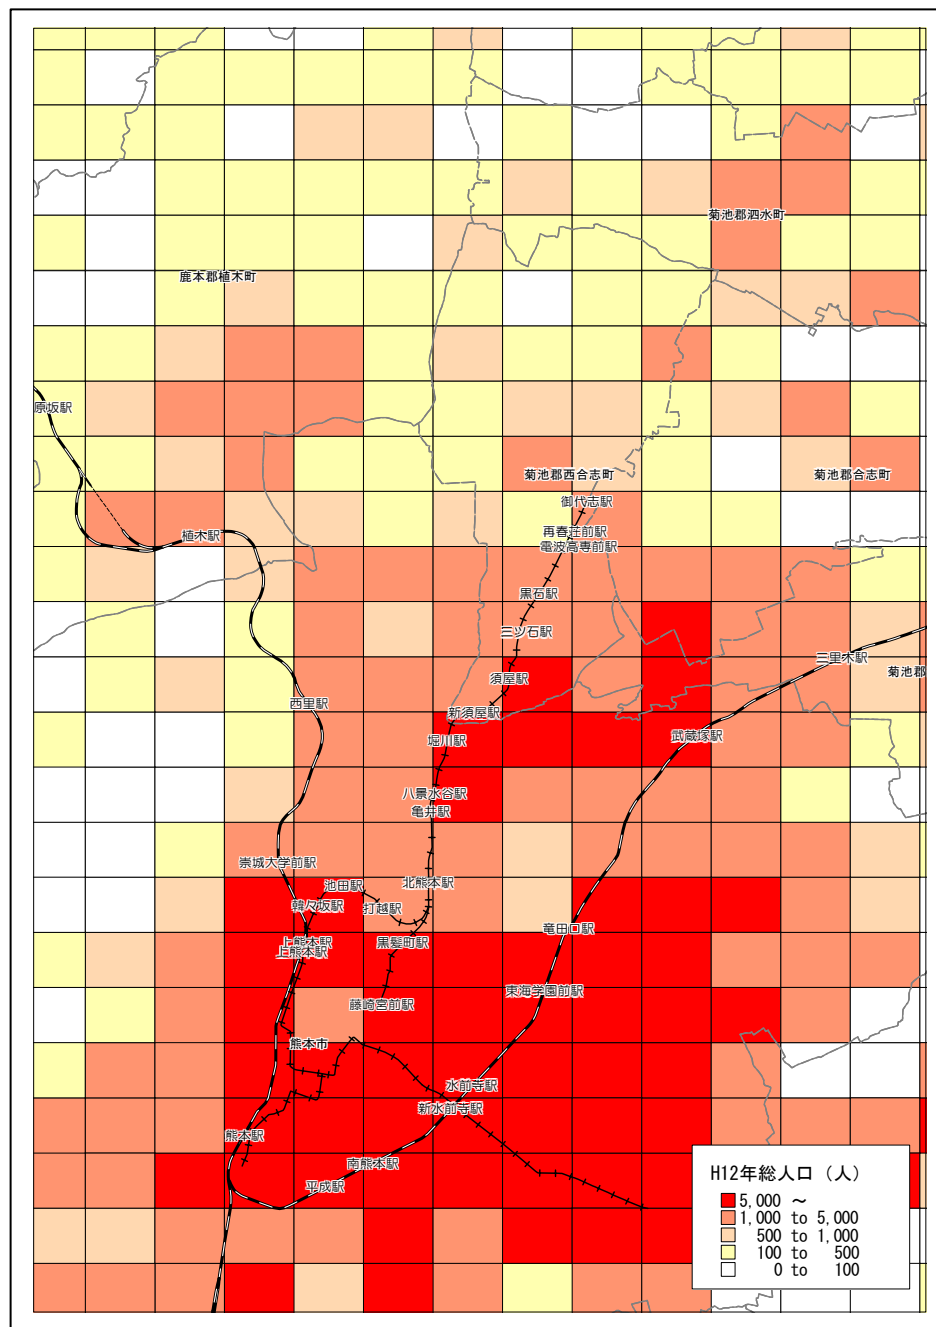 菊池郡泗水町
鹿本郡植木町
原坂駅
菊池郡西合志町
菊池郡合志町
御代志駅
再春荘前駅
植木駅
電波高専前駅
黒石駅
三ツ石駅
三里木駅
菊池郡
須屋駅
西里駅
新須屋駅
武蔵塚駅
堀川駅
八景水谷駅
亀井駅
崇城大学前駅
北熊本駅
池田駅
韓々坂駅
打越駅
竜田口駅
上熊本駅
黒髪町駅
上熊本駅
東海学園前駅
藤崎宮前駅
熊本市
水前寺駅
新水前寺駅
熊本駅
南熊本駅
平成駅
H12年総人口（人）
5,000 ～
1,000 to 5,000
500 to 1,000
100 to 500
0 to 100